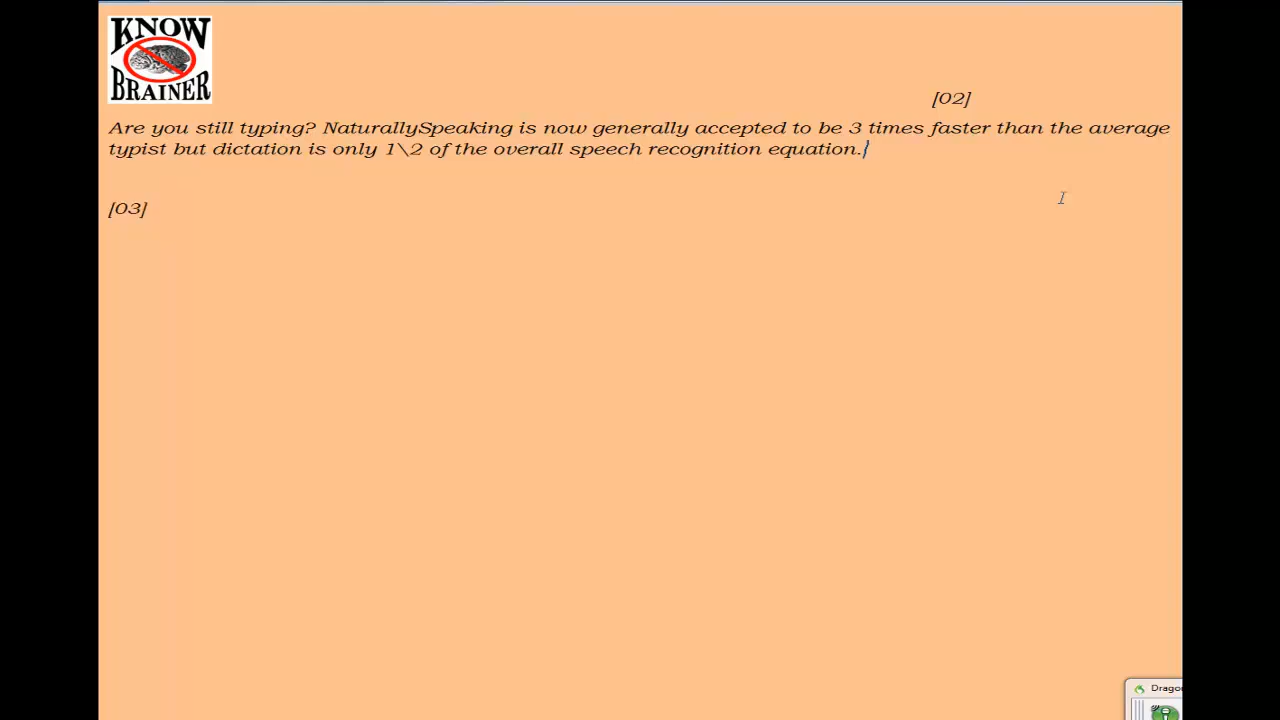 KNOW
BRAINER
[02]
Are you still typing? NaturallySpeaking is now generally accepted to be 3 times faster than the average
typist but dictation is only 1\2 of the overall speech recognition equation.
[03]